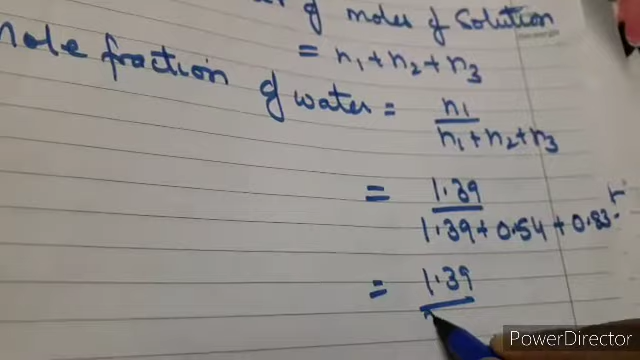 of moles of solution
= n₁+n₂+n₃
mole fraction of water = n₁/n₁+n₂+n₃
= 1.39/1.39+0.54+0.83
= 1.39
PowerDirector